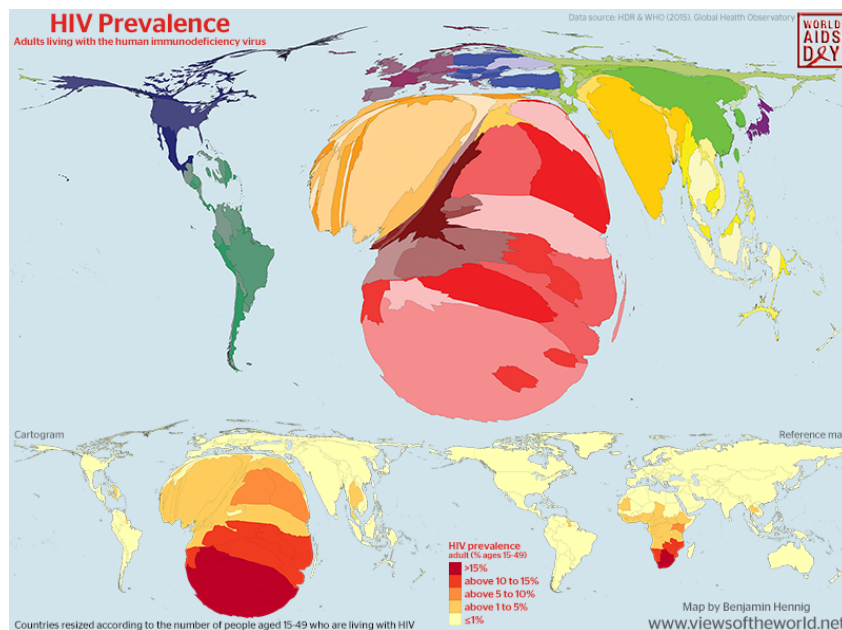 HIV Prevalence
Adults living with the human immunodeficiency virus
Data source: HDR & WHO (2015). Global Health Observatory
WORLD
AIDS
DAY
Cartogram
Reference ma
HIV prevalence
adult (% ages 15-49)
>15%
above 10 to 15%
above 5 to 10%
above 1 to 5%
≤1%
Countries resized according to the number of people aged 15-49 who are living with HIV
Map by Benjamin Hennig
www.viewsoftheworld.net